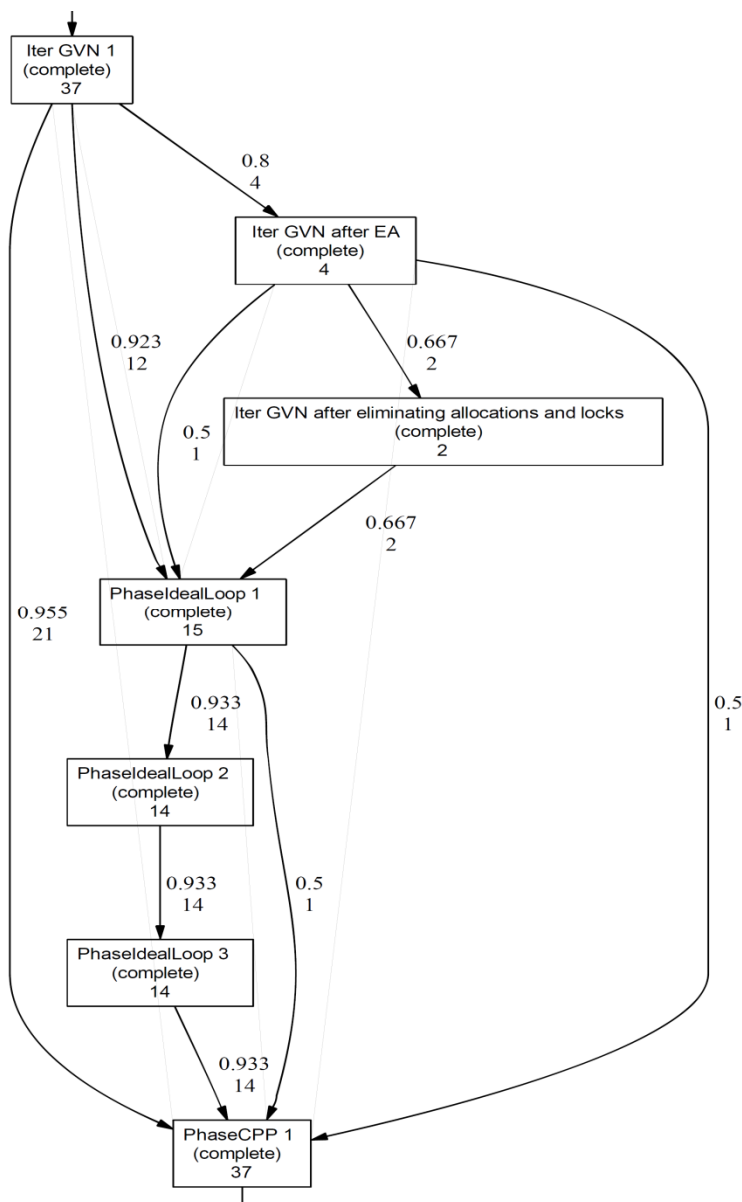 Iter GVN 1
(complete)
37
0.8
4
Iter GVN after EA
(complete)
4
0.923
12
0.667
2
Iter GVN after eliminating allocations and locks
(complete)
2
0.5
1
0.667
2
PhaseIdealLoop 1
(complete)
15
0.955
21
0.5
1
0.933
14
PhaseIdealLoop 2
(complete)
14
0.933
14
0.5
1
PhaseIdealLoop 3
(complete)
14
0.933
14
PhaseCPP 1
(complete)
37